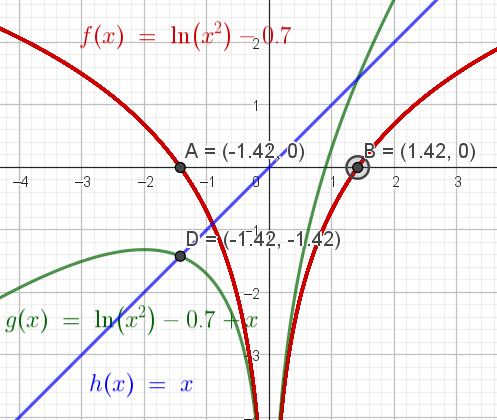 f(x) = ln(x²) − 0.7
2
1
A = (-1.42, 0)
B = (1.42, 0)
−4 −3 −2 −1 0 1 2 3
−1
D = (-1.42, -1.42)
−2
g(x) = ln(x²) − 0.7 + x
−3
h(x) = x